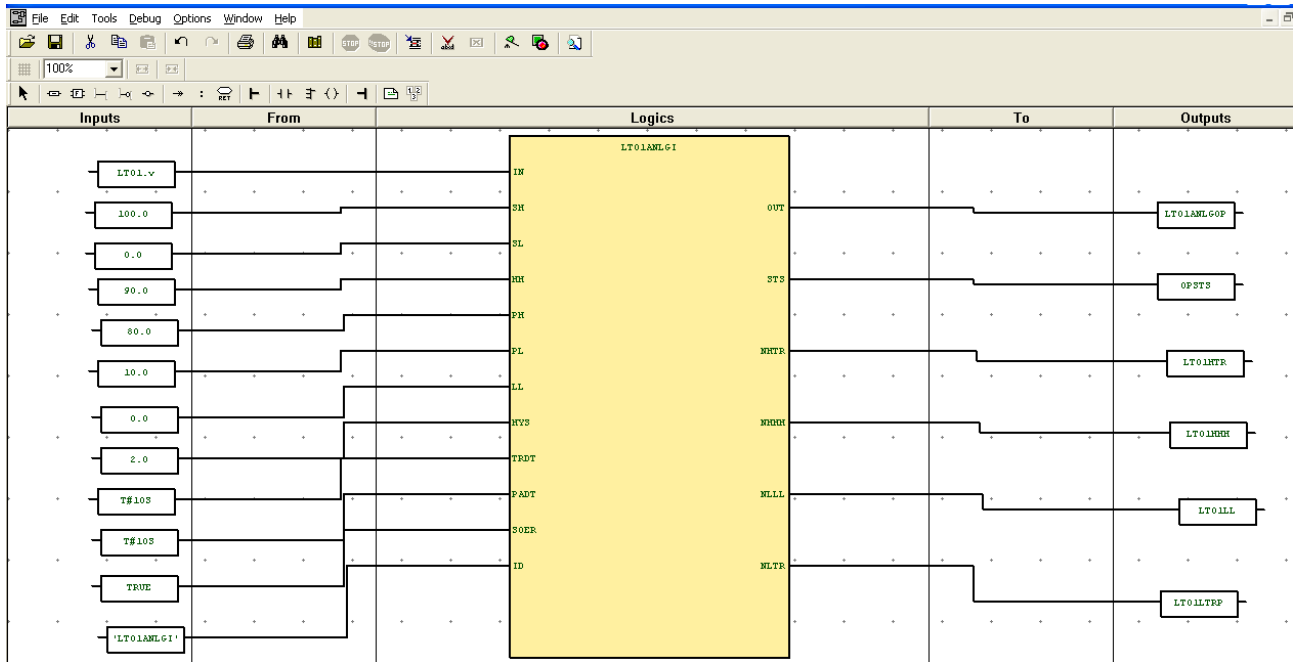 File Edit Tools Debug Options Window Help
STOP
100%
RET
Inputs From Logics To Outputs
LT01ANLGI
LT01.v IN
100.0 SH OUT LT01ANLGOP
0.0 SL
90.0 HH STS OPSTS
80.0 PH
10.0 PL NHTR LT01HTR
0.0 LL
2.0 HYS NHHH LT01HHH
T#10S TRDT
T#10S PADT NLLL LT01LL
TRUE SOER
'LT01ANLGI' ID NLTR LT01LTRP